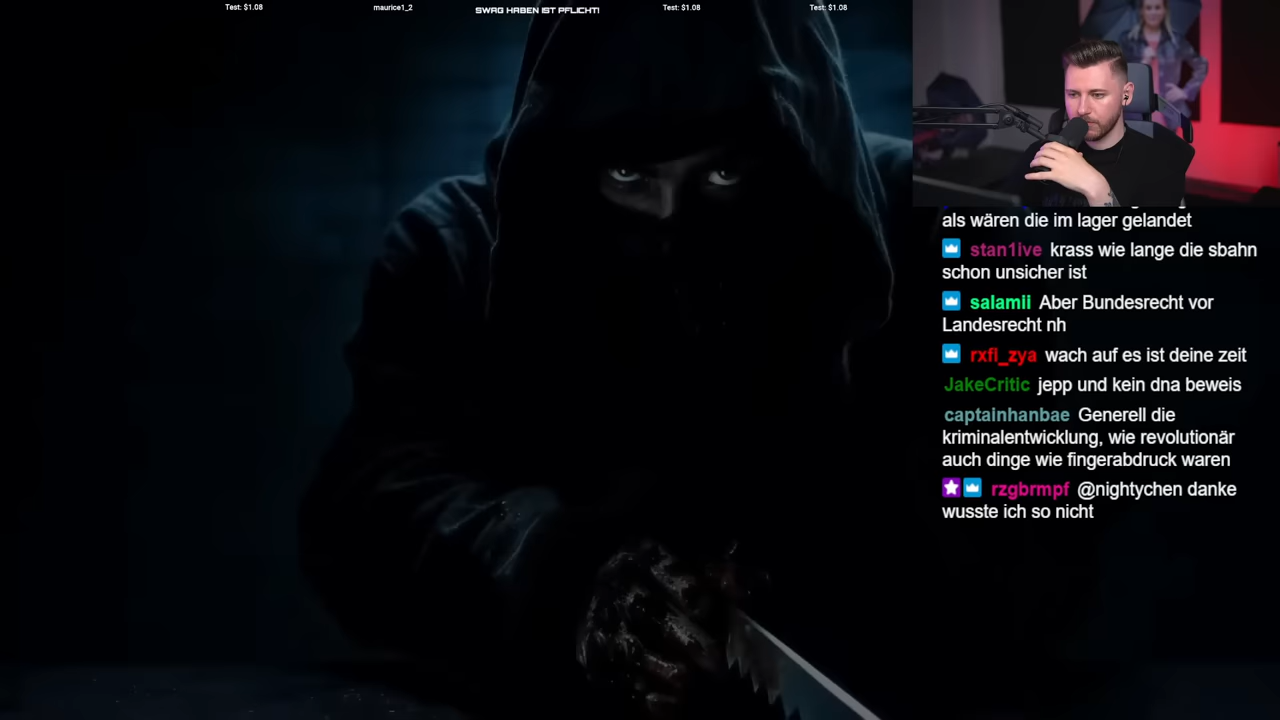 Test: $1.08
maurice1_2
SWAG HABEN IST PFLICHT!
Test: $1.08
Test: $1.08
als wären die im lager gelandet
stan1ive krass wie lange die sbahn
schon unsicher ist
salamii Aber Bundesrecht vor
Landesrecht nh
rxfl_zya wach auf es ist deine zeit
JakeCritic jepp und kein dna beweis
captainhanbae Generell die
kriminalentwicklung, wie revolutionär
auch dinge wie fingerabdruck waren
rzgbrmpf @nightychen danke
wusste ich so nicht